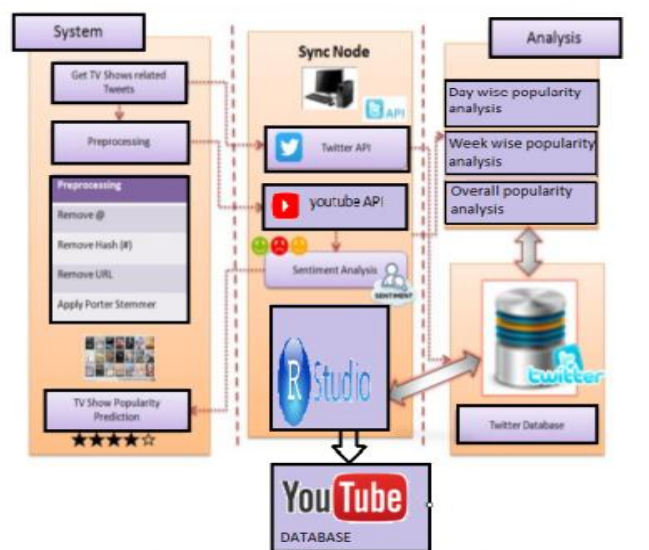 System
Get TV Shows related
Tweets
Preprocessing
Preprocessing
Remove @
Remove Hash (#)
Remove URL
Apply Porter Stemmer
TV Show Popularity
Prediction
Sync Node
API
Twitter API
youtube API
Sentiment Analysis
SENTIMENT
R Studio
YouTube
DATABASE
Analysis
Day wise popularity
analysis
Week wise popularity
analysis
Overall popularity
analysis
twitter
Twitter Database